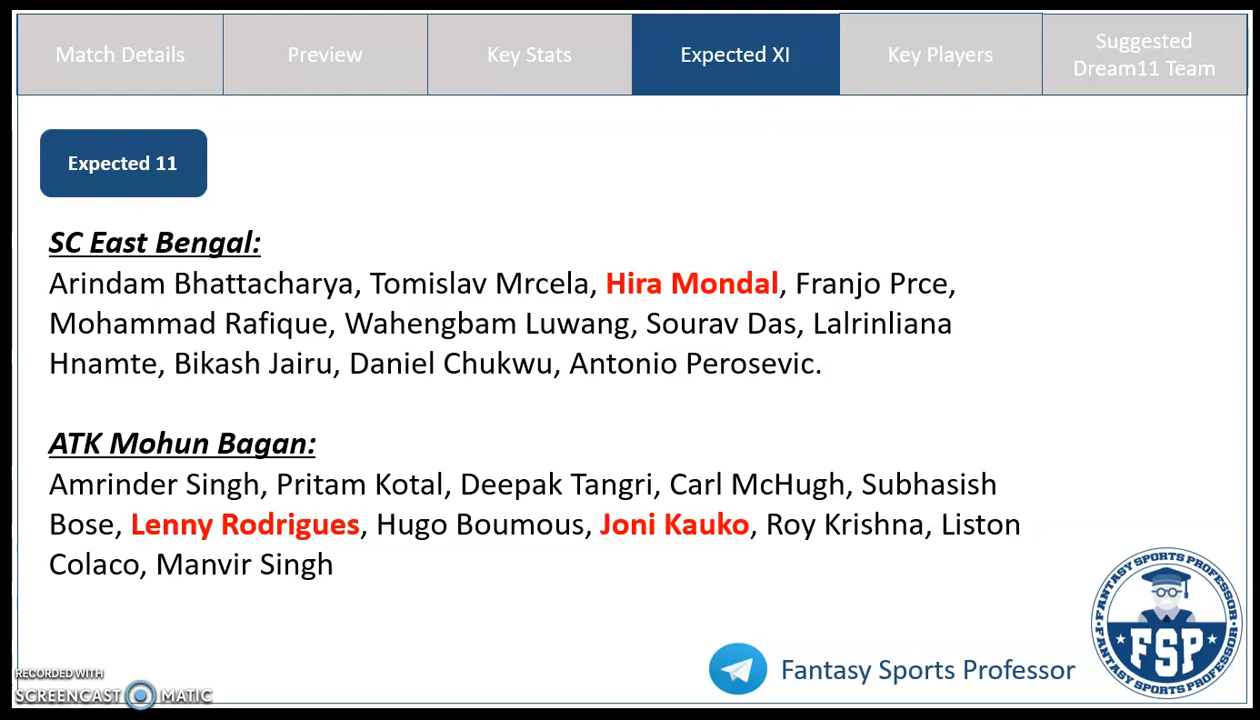 Match Details
Preview
Key Stats
Expected XI
Key Players
Suggested
Dream11 Team
Expected 11
SC East Bengal:
Arindam Bhattacharya, Tomislav Mrcela, Hira Mondal, Franjo Prce,
Mohammad Rafique, Wahengbam Luwang, Sourav Das, Lalrinliana
Hnamte, Bikash Jairu, Daniel Chukwu, Antonio Perosevic.
ATK Mohun Bagan:
Amrinder Singh, Pritam Kotal, Deepak Tangri, Carl McHugh, Subhasish
Bose, Lenny Rodrigues, Hugo Boumous, Joni Kauko, Roy Krishna, Liston
Colaco, Manvir Singh
Fantasy Sports Professor
FANTASY SPORTS PROFESSOR
FSP
FANTASY SPORTS PROFESSOR
RECORDED WITH
SCREENCAST MATIC